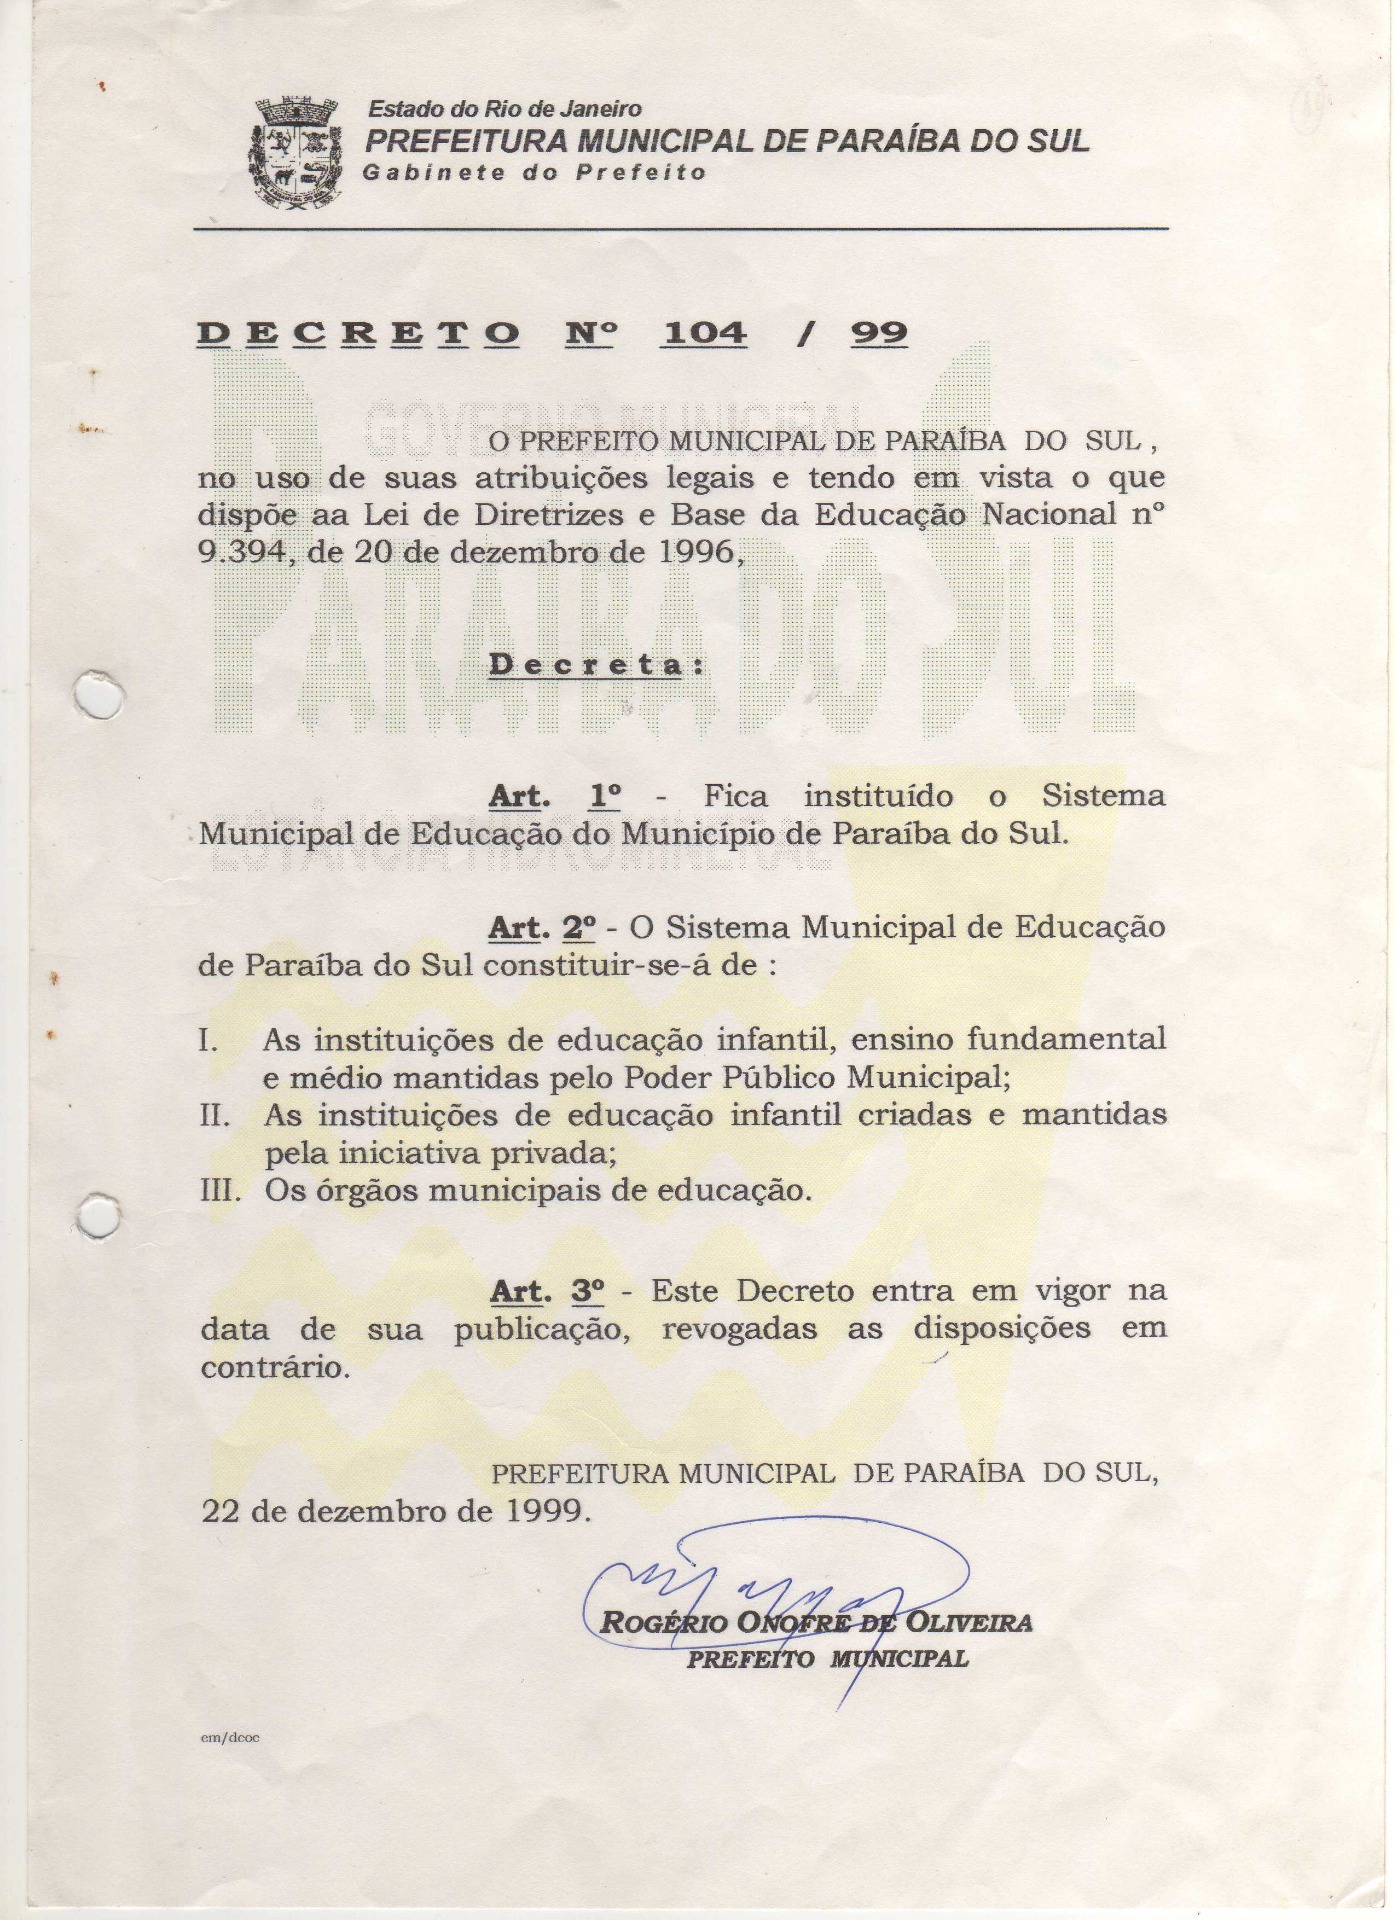 Estado do Rio de Janeiro
PREFEITURA MUNICIPAL DE PARAÍBA DO SUL
Gabinete do Prefeito
DECRETO Nº 104 / 99
GOVERNO MUNICIPAL
O PREFEITO MUNICIPAL DE PARAÍBA DO SUL ,
no uso de suas atribuições legais e tendo em vista o que
dispõe aa Lei de Diretrizes e Base da Educação Nacional nº
9.394, de 20 de dezembro de 1996,
PARAÍBA DO SUL
Decreta:
Art. 1º - Fica instituído o Sistema
Municipal de Educação do Município de Paraíba do Sul.
ESTÂNCIA HIDROMINERAL
Art. 2º - O Sistema Municipal de Educação
de Paraíba do Sul constituir-se-á de :
I. As instituições de educação infantil, ensino fundamental
e médio mantidas pelo Poder Público Municipal;
II. As instituições de educação infantil criadas e mantidas
pela iniciativa privada;
III. Os órgãos municipais de educação.
Art. 3º - Este Decreto entra em vigor na
data de sua publicação, revogadas as disposições em
contrário.
PREFEITURA MUNICIPAL DE PARAÍBA DO SUL,
22 de dezembro de 1999.
ROGÉRIO ONOFRE DE OLIVEIRA
PREFEITO MUNICIPAL
em/dcoc